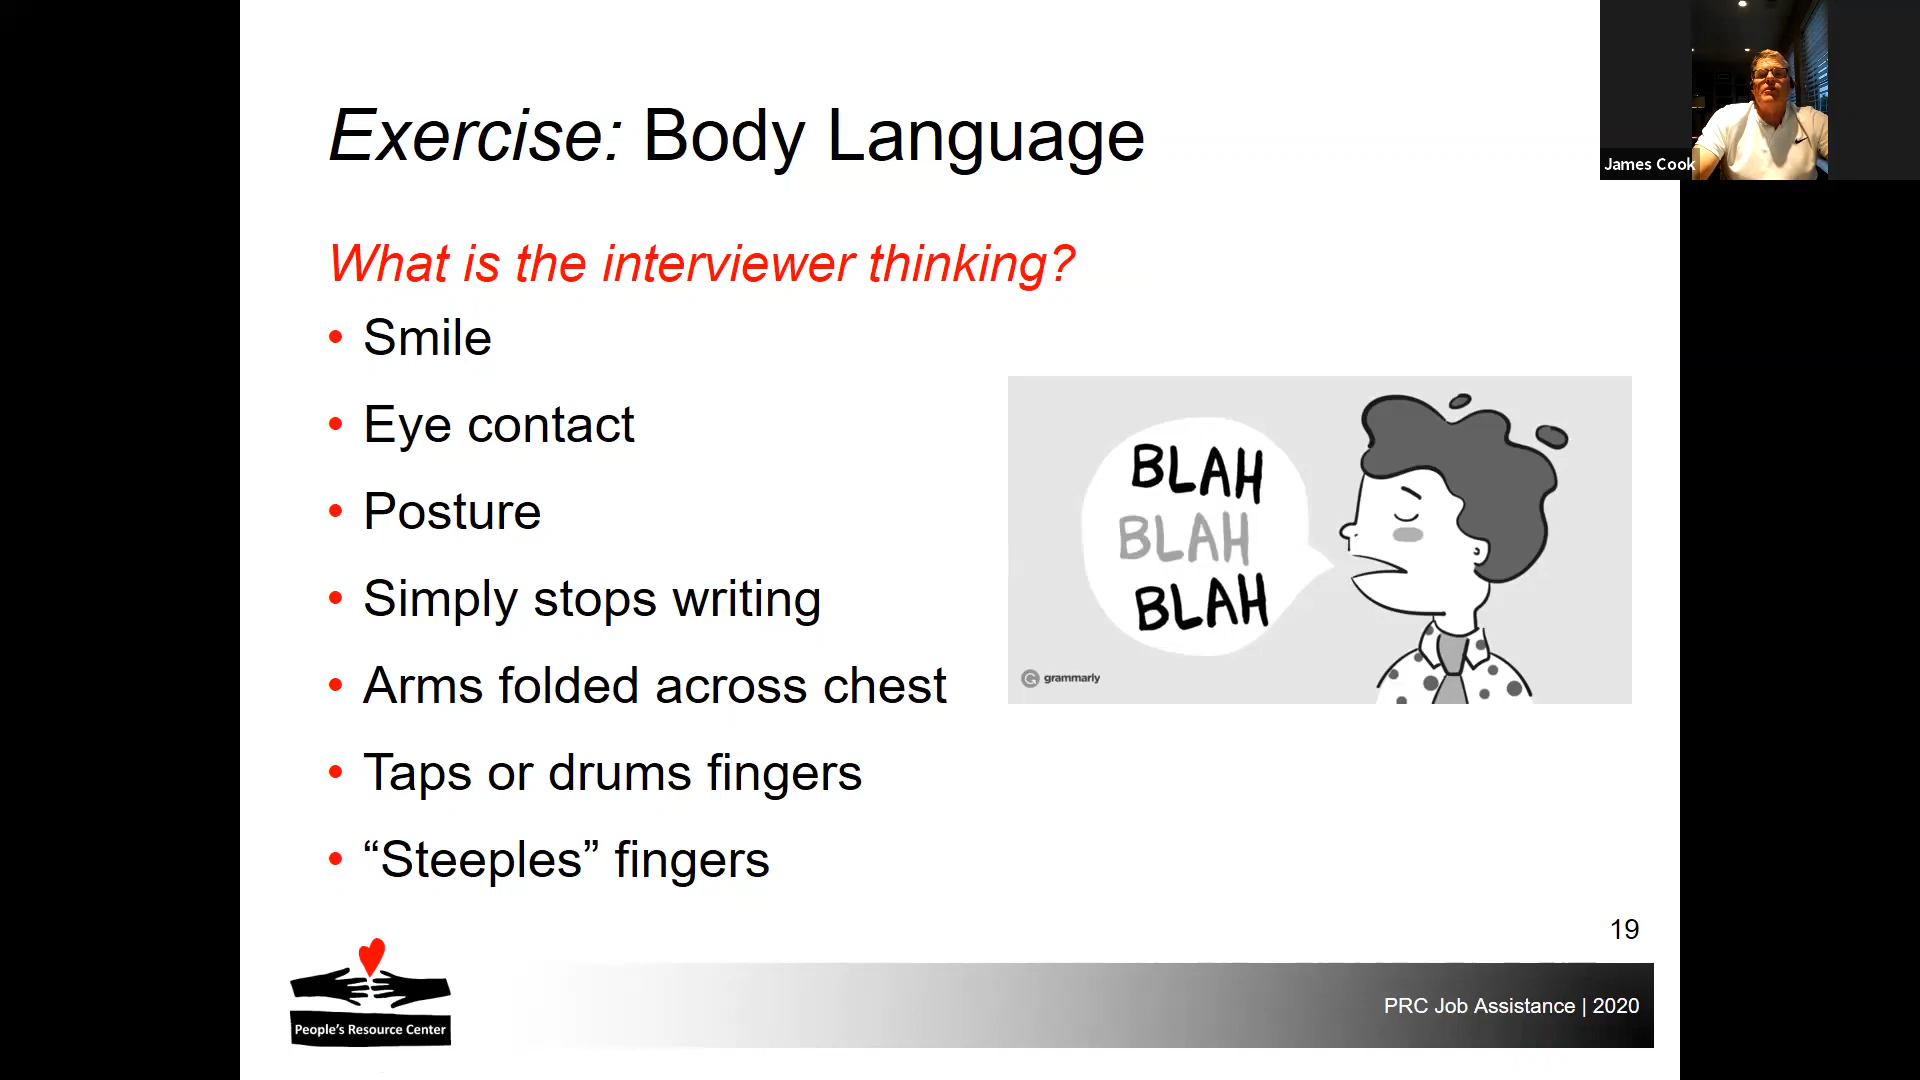 Exercise: Body Language
James Cook
What is the interviewer thinking?
• Smile
• Eye contact
• Posture
• Simply stops writing
• Arms folded across chest
• Taps or drums fingers
• “Steeples” fingers
BLAH
BLAH
BLAH
grammarly
19
People's Resource Center
PRC Job Assistance | 2020